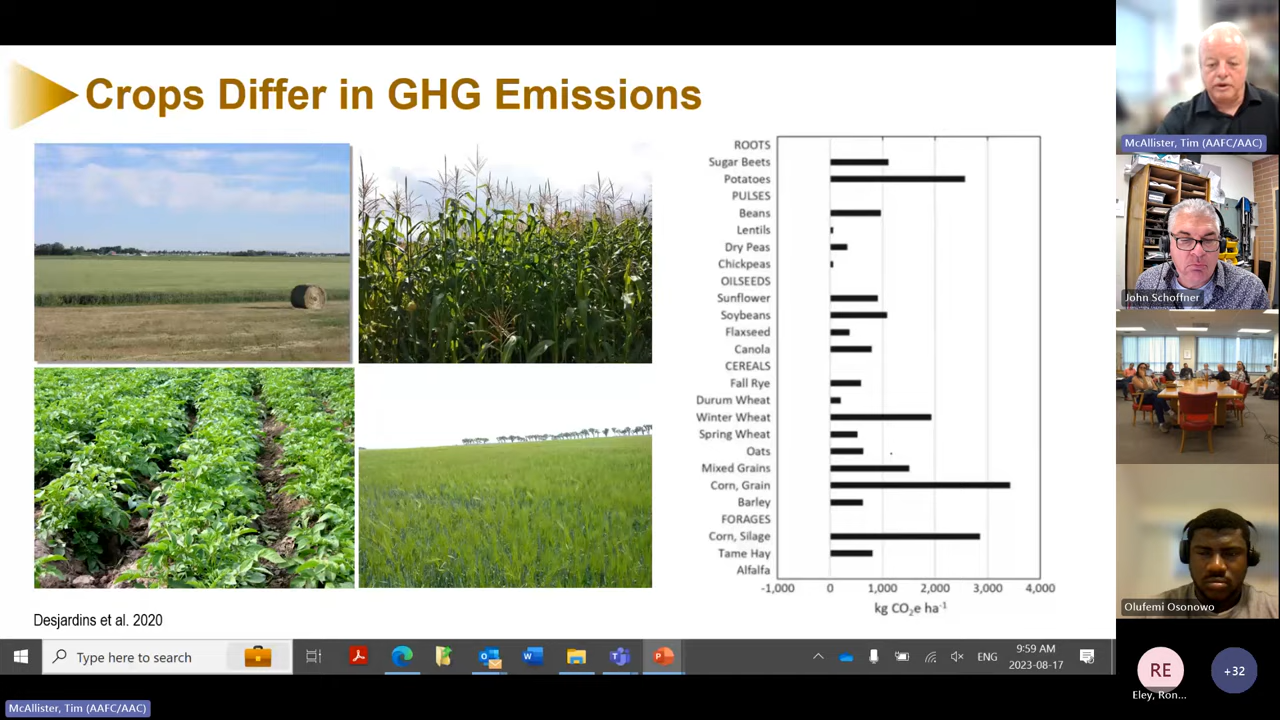 Crops Differ in GHG Emissions
ROOTS
Sugar Beets
Potatoes
PULSES
Beans
Lentils
Dry Peas
Chickpeas
OILSEEDS
Sunflower
Soybeans
Flaxseed
Canola
CEREALS
Fall Rye
Durum Wheat
Winter Wheat
Spring Wheat
Oats
Mixed Grains
Corn, Grain
Barley
FORAGES
Corn, Silage
Tame Hay
Alfalfa
-1,000 0 1,000 2,000 3,000 4,000
kg CO₂e ha⁻¹
Desjardins et al. 2020
Type here to search
ENG
9:59 AM
2023-08-17
McAllister, Tim (AAFC/AAC)
John Schoffner
Olufemi Osonowo
RE
Eley, Ron...
+32
McAllister, Tim (AAFC/AAC)